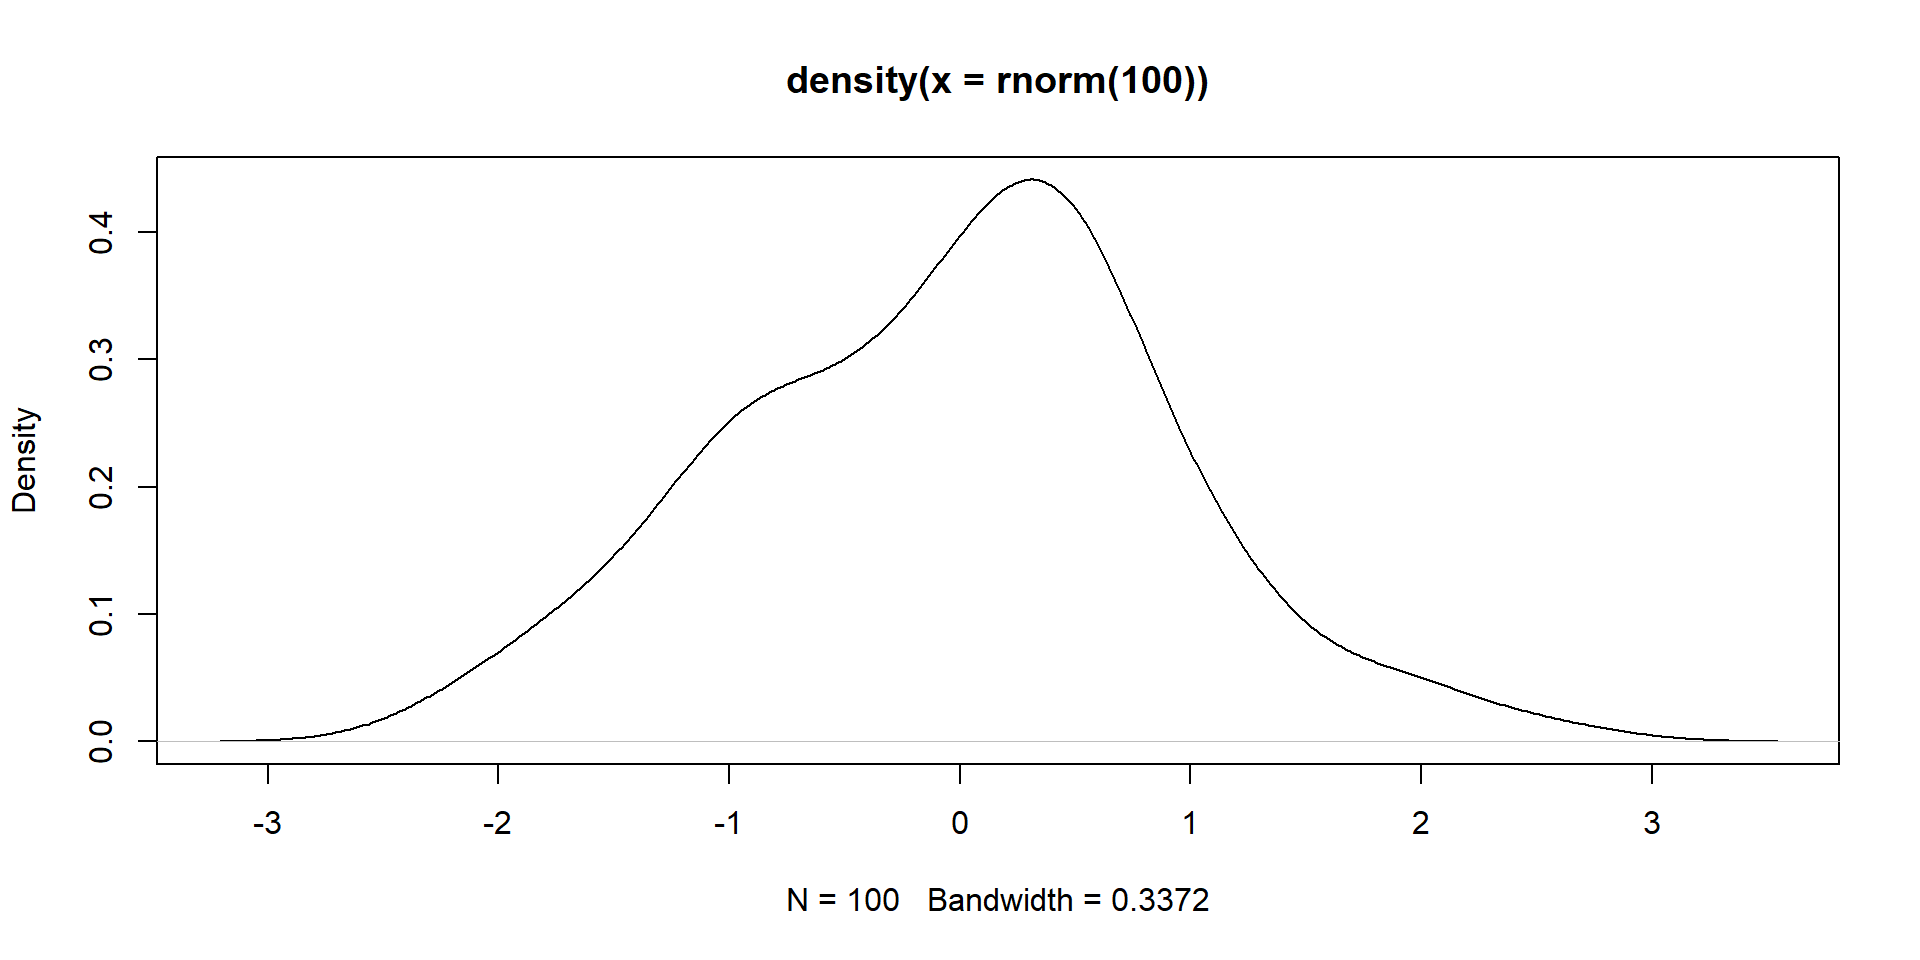 density(x = rnorm(100))
Density
0.4
0.3
0.2
0.1
0.0
-3 -2 -1 0 1 2 3
N = 100 Bandwidth = 0.3372